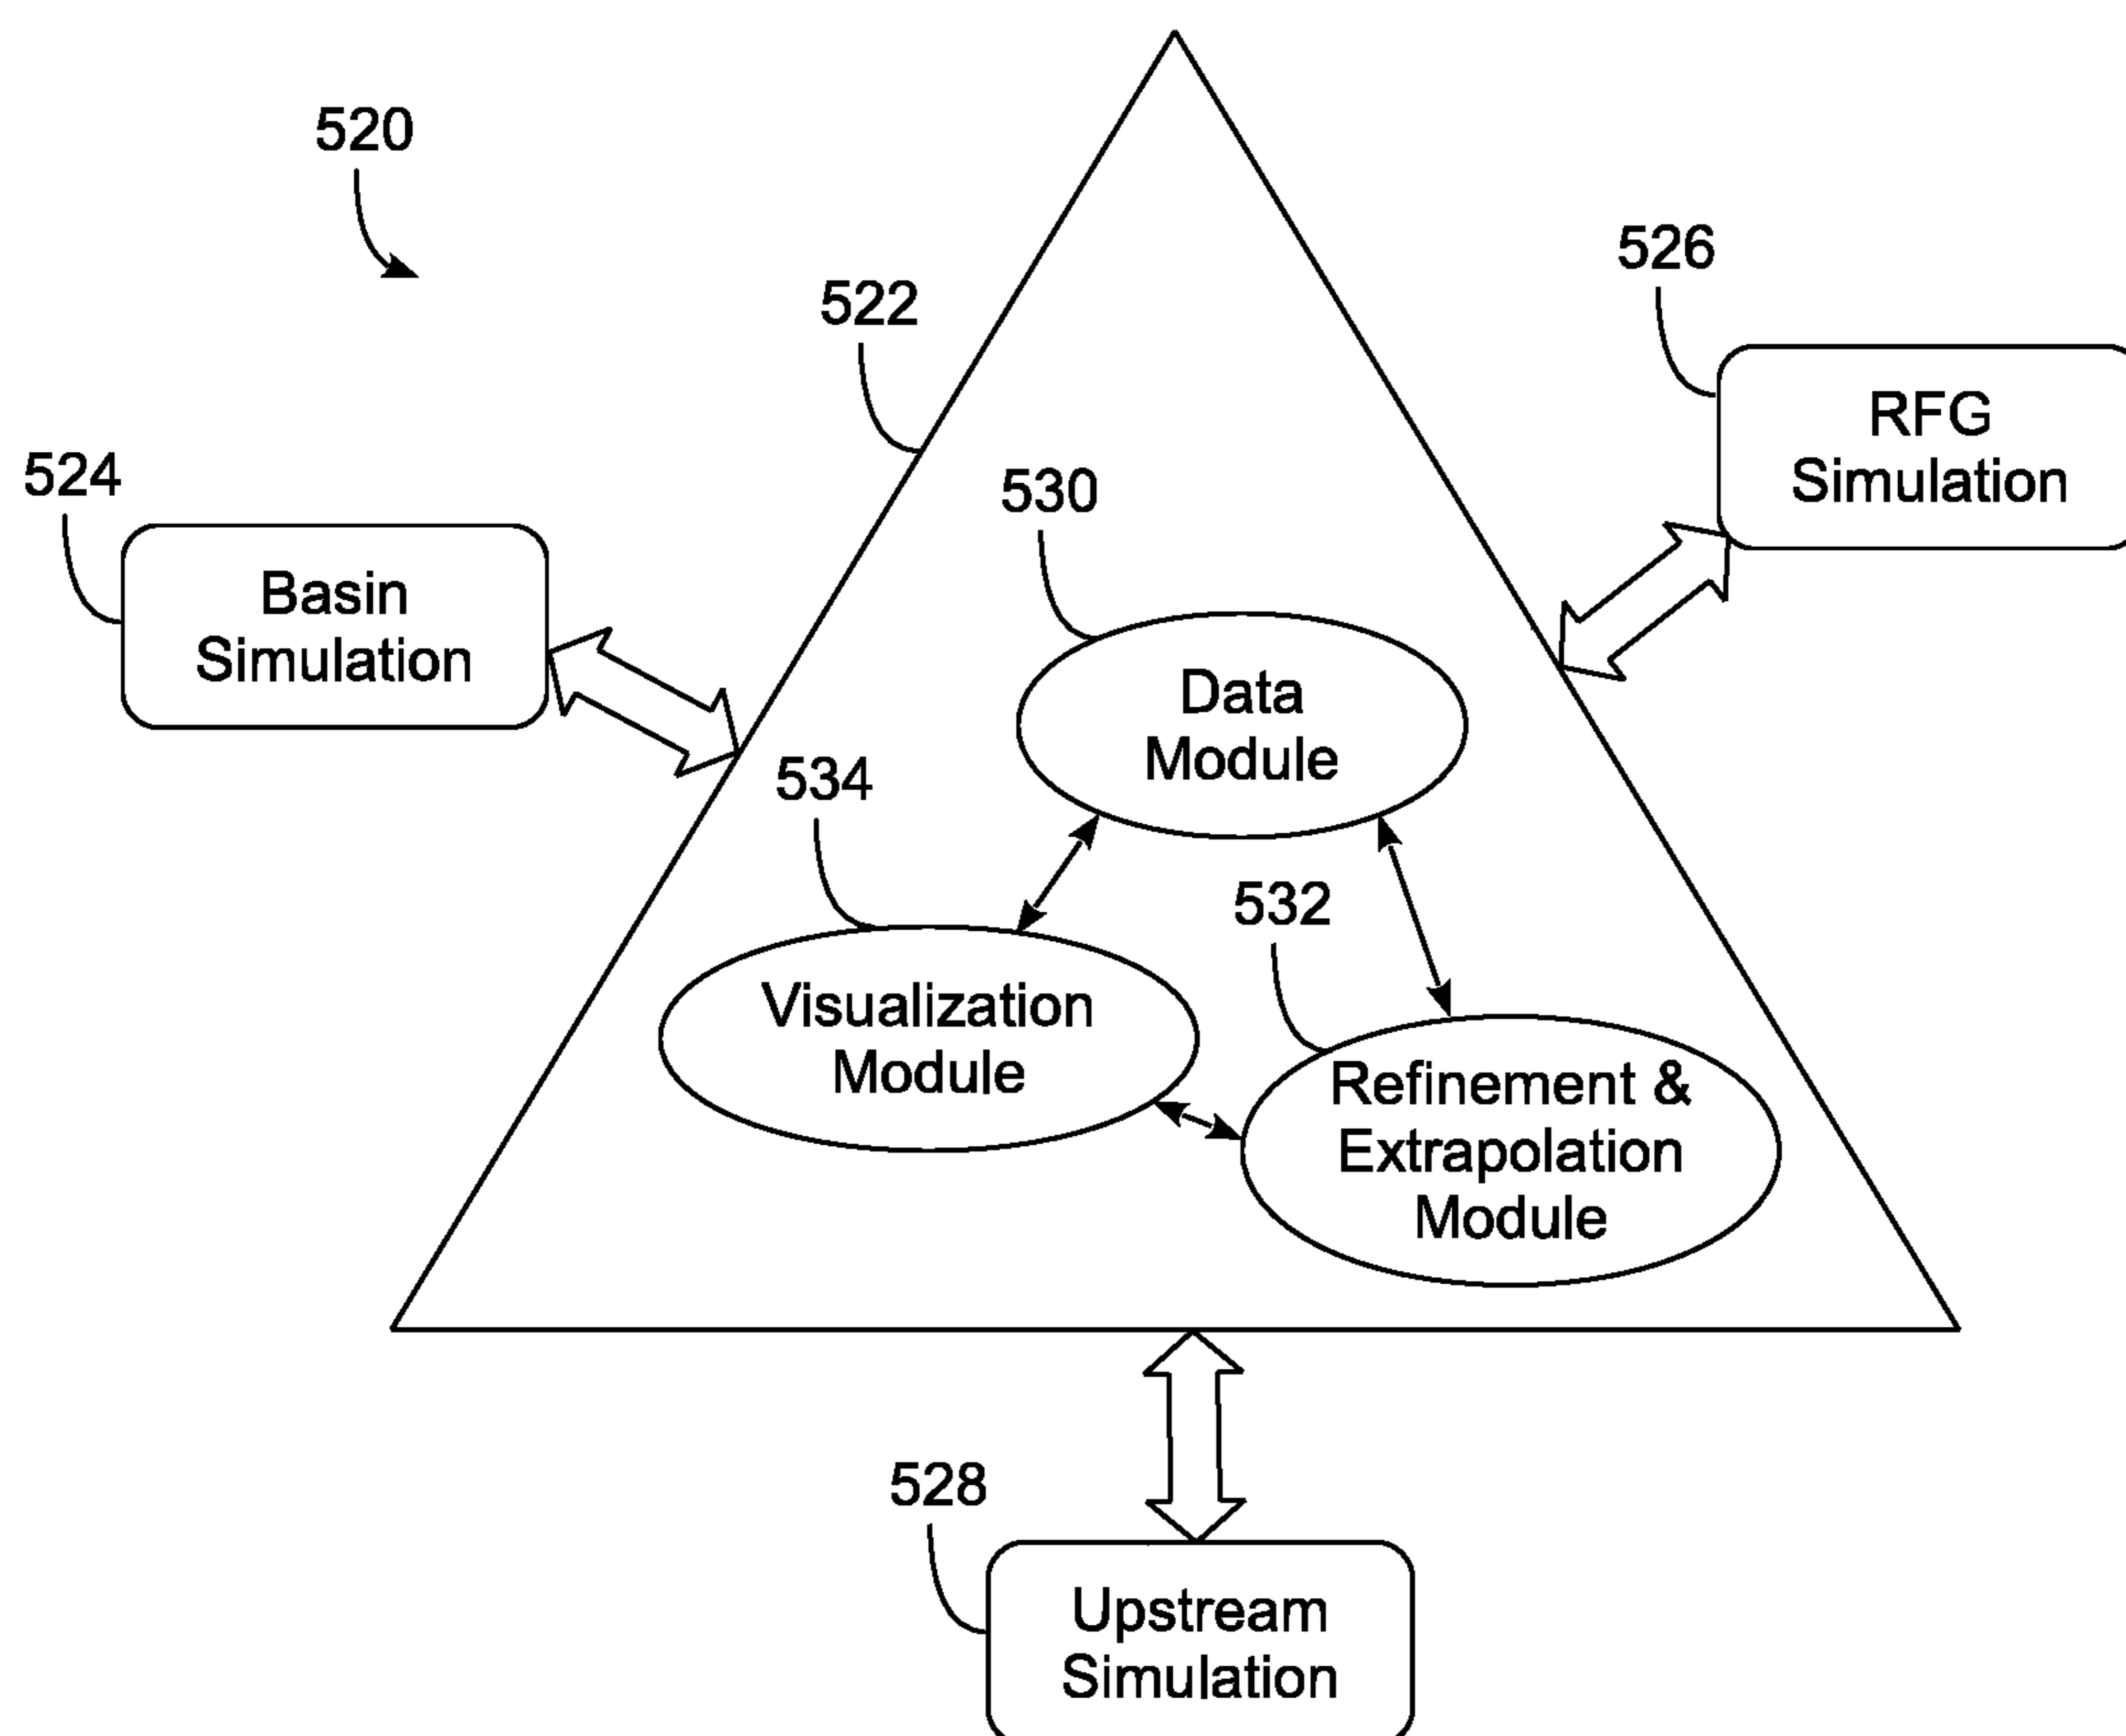 520
522
526
RFG
Simulation
524
530
Basin
Simulation
Data
Module
534
532
Visualization
Module
Refinement &
Extrapolation
Module
528
Upstream
Simulation